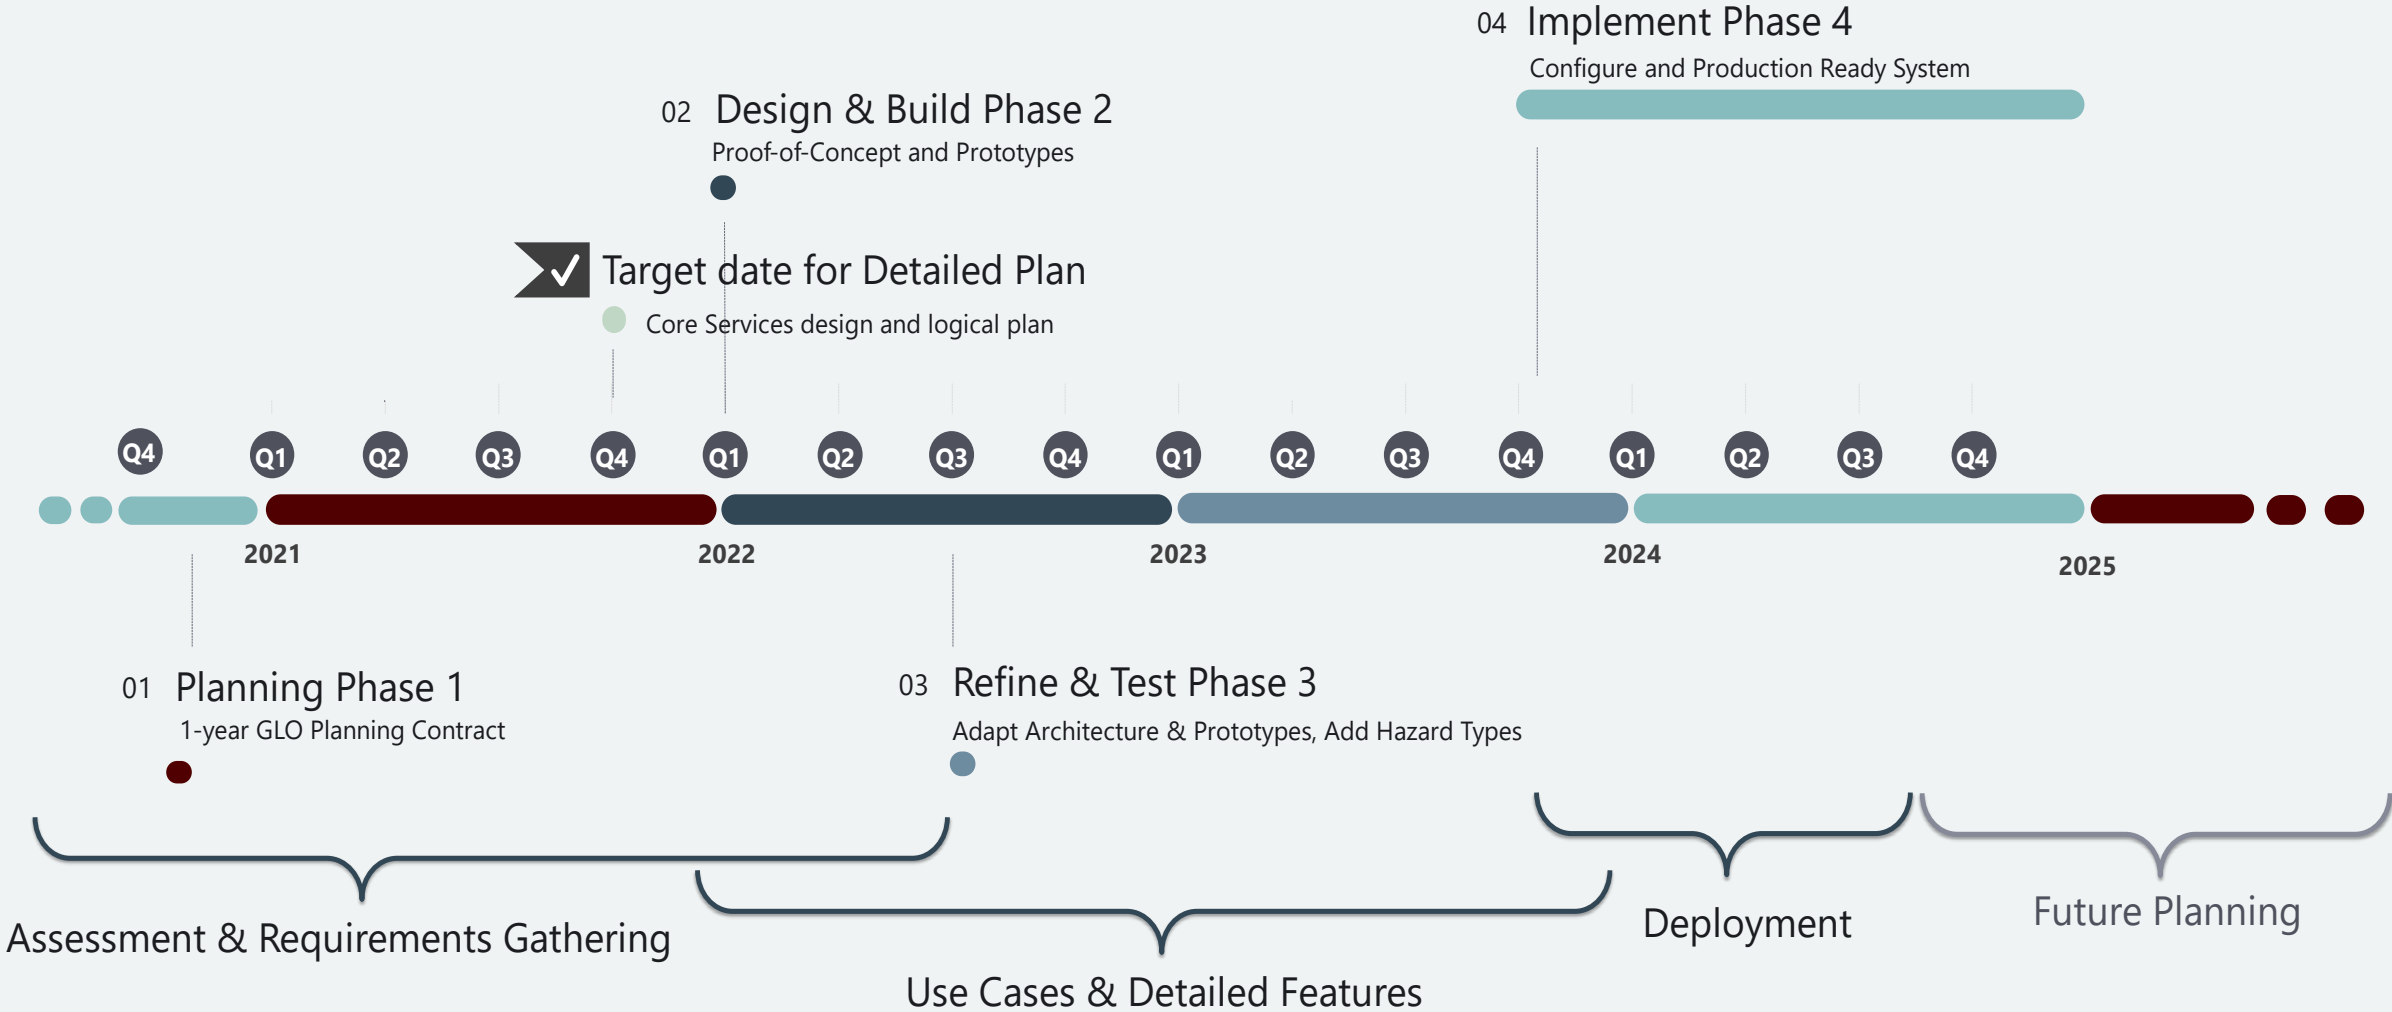 04 Implement Phase 4
Configure and Production Ready System
02 Design & Build Phase 2
Proof-of-Concept and Prototypes
Target date for Detailed Plan
Core Services design and logical plan
Q4 Q1 Q2 Q3 Q4 Q1 Q2 Q3 Q4 Q1 Q2 Q3 Q4 Q1 Q2 Q3 Q4
2021 2022 2023 2024 2025
01 Planning Phase 1
1-year GLO Planning Contract
03 Refine & Test Phase 3
Adapt Architecture & Prototypes, Add Hazard Types
Assessment & Requirements Gathering
Use Cases & Detailed Features
Deployment
Future Planning